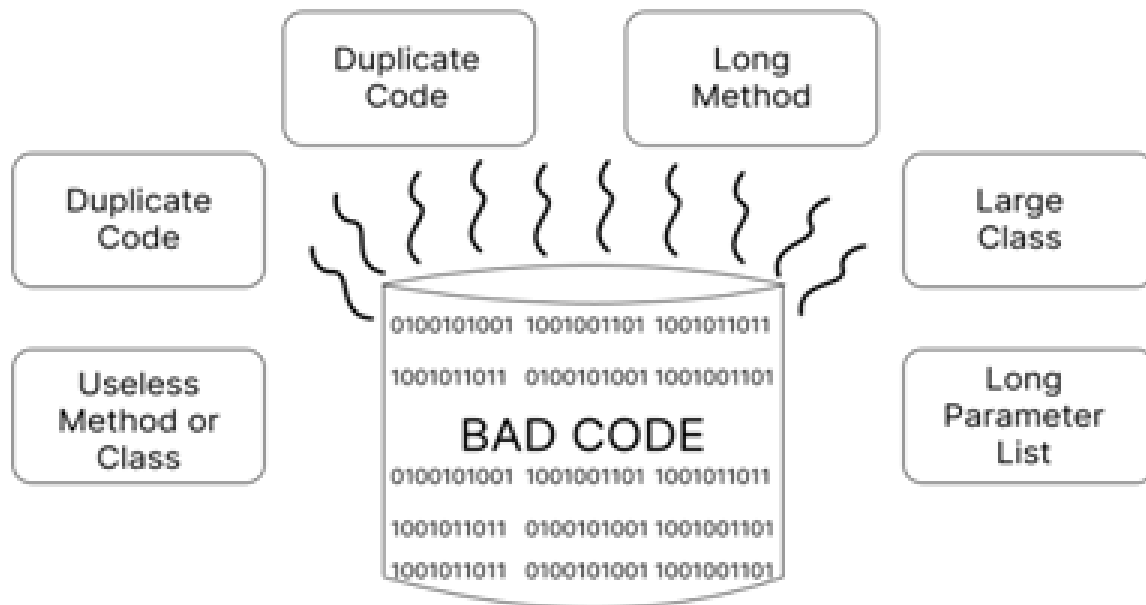 Duplicate
Code
Long
Method
Duplicate
Code
Large
Class
Useless
Method or
Class
Long
Parameter
List
0100101001 1001001101 1001011011
1001011011 0100101001 1001001101
BAD CODE
0100101001 1001001101 1001011011
1001011011 0100101001 1001001101
1001011011 0100101001 1001001101